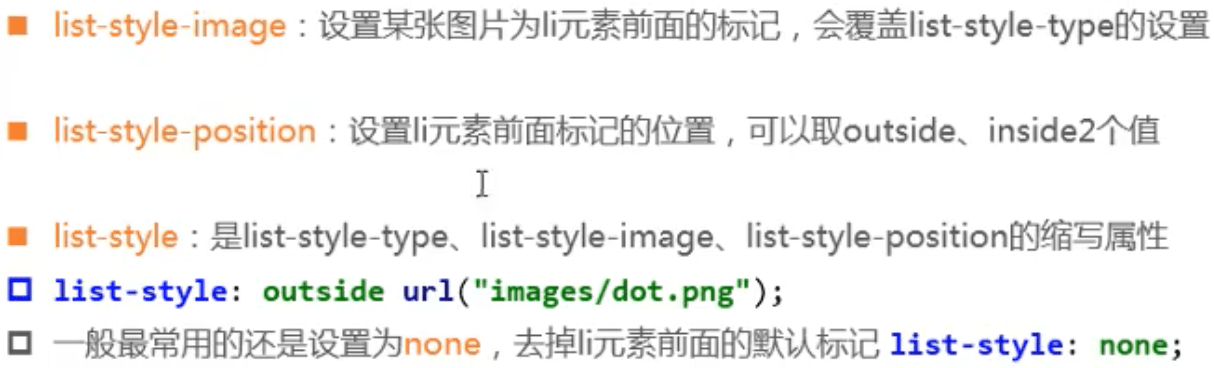 list-style-image：设置某张图片为li元素前面的标记，会覆盖list-style-type的设置
list-style-position：设置li元素前面标记的位置，可以取outside、inside2个值
list-style：是list-style-type、list-style-image、list-style-position的缩写属性
list-style: outside url("images/dot.png");
一般最常用的还是设置为none，去掉li元素前面的默认标记 list-style: none;